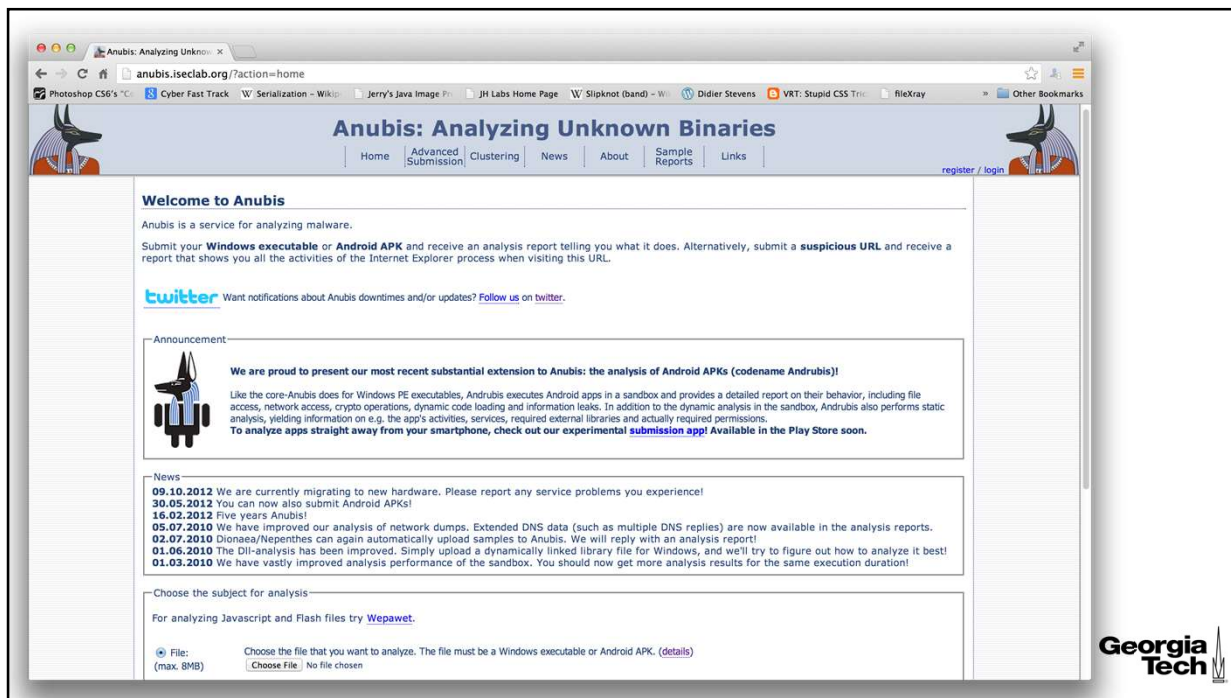 Anubis: Analyzing Unknow
anubis.iseclab.org/?action=home
Photoshop CS6's "C
Cyber Fast Track
Serialization – Wikip
Jerry's Java Image Pr
JH Labs Home Page
Slipknot (band) – Wi
Didier Stevens
VRT: Stupid CSS Tric
fileXray
»
Other Bookmarks
Anubis: Analyzing Unknown Binaries
Home
Advanced
Submission
Clustering
News
About
Sample
Reports
Links
register / login
Welcome to Anubis
Anubis is a service for analyzing malware.
Submit your Windows executable or Android APK and receive an analysis report telling you what it does. Alternatively, submit a suspicious URL and receive a
report that shows you all the activities of the Internet Explorer process when visiting this URL.
twitter Want notifications about Anubis downtimes and/or updates? Follow us on twitter.
Announcement
We are proud to present our most recent substantial extension to Anubis: the analysis of Android APKs (codename Andrubis)!
Like the core-Anubis does for Windows PE executables, Andrubis executes Android apps in a sandbox and provides a detailed report on their behavior, including file
access, network access, crypto operations, dynamic code loading and information leaks. In addition to the dynamic analysis in the sandbox, Andrubis also performs static
analysis, yielding information on e.g. the app's activities, services, required external libraries and actually required permissions.
To analyze apps straight away from your smartphone, check out our experimental submission app! Available in the Play Store soon.
News
09.10.2012 We are currently migrating to new hardware. Please report any service problems you experience!
30.05.2012 You can now also submit Android APKs!
16.02.2012 Five years Anubis!
05.07.2010 We have improved our analysis of network dumps. Extended DNS data (such as multiple DNS replies) are now available in the analysis reports.
02.07.2010 Dionaea/Nepenthes can again automatically upload samples to Anubis. We will reply with an analysis report!
01.06.2010 The Dll-analysis has been improved. Simply upload a dynamically linked library file for Windows, and we'll try to figure out how to analyze it best!
01.03.2010 We have vastly improved analysis performance of the sandbox. You should now get more analysis results for the same execution duration!
Choose the subject for analysis
For analyzing Javascript and Flash files try Wepawet.
File:
(max. 8MB)
Choose the file that you want to analyze. The file must be a Windows executable or Android APK. (details)
Choose File No file chosen
Georgia
Tech